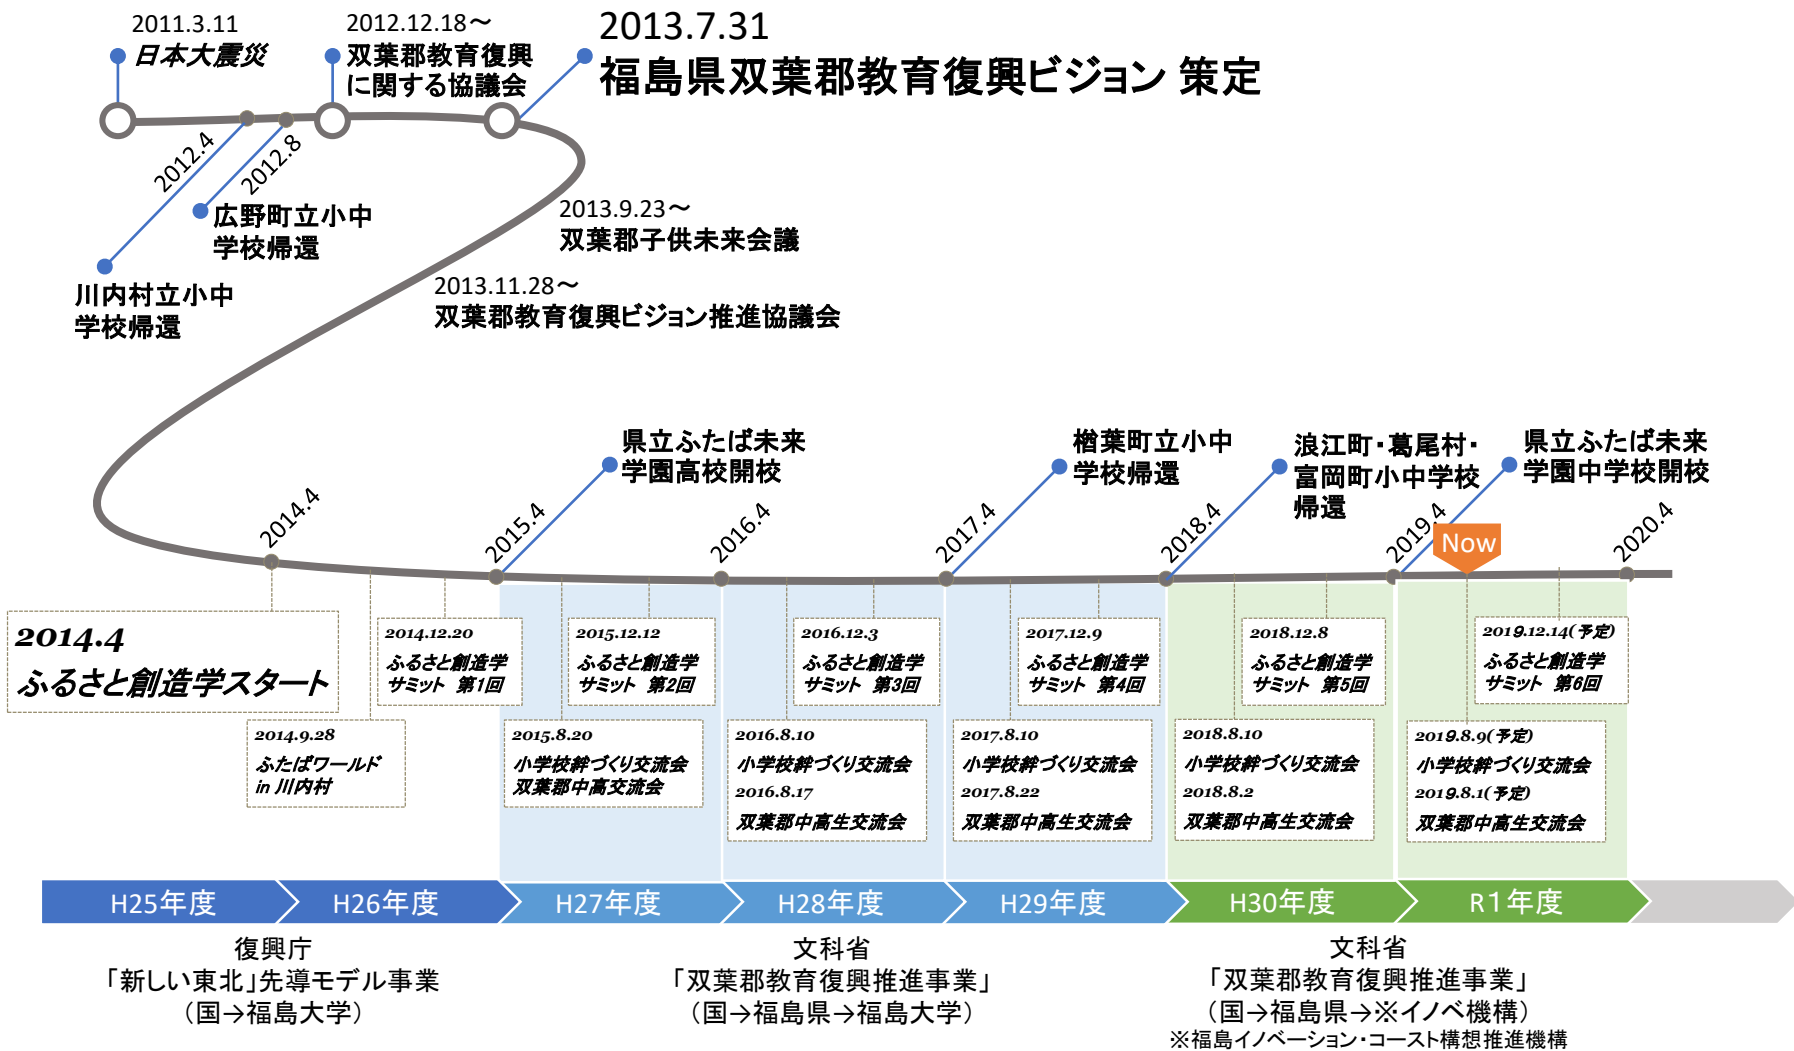 2011.3.11
日本大震災
2012.12.18～
双葉郡教育復興
に関する協議会
2013.7.31
福島県双葉郡教育復興ビジョン 策定
2012.4
2012.8
広野町立小中
学校帰還
川内村立小中
学校帰還
2013.9.23～
双葉郡子供未来会議
2013.11.28～
双葉郡教育復興ビジョン推進協議会
県立ふたば未来
学園高校開校
楢葉町立小中
学校帰還
浪江町・葛尾村・
富岡町小中学校
帰還
県立ふたば未来
学園中学校開校
2014.4
2015.4
2016.4
2017.4
2018.4
2019.4
Now
2020.4
2014.4
ふるさと創造学スタート
2014.12.20
ふるさと創造学
サミット 第1回
2015.12.12
ふるさと創造学
サミット 第2回
2016.12.3
ふるさと創造学
サミット 第3回
2017.12.9
ふるさと創造学
サミット 第4回
2018.12.8
ふるさと創造学
サミット 第5回
2019.12.14(予定)
ふるさと創造学
サミット 第6回
2014.9.28
ふたばワールド
in 川内村
2015.8.20
小学校絆づくり交流会
双葉郡中高交流会
2016.8.10
小学校絆づくり交流会
2016.8.17
双葉郡中高生交流会
2017.8.10
小学校絆づくり交流会
2017.8.22
双葉郡中高生交流会
2018.8.10
小学校絆づくり交流会
2018.8.2
双葉郡中高生交流会
2019.8.9(予定)
小学校絆づくり交流会
2019.8.1(予定)
双葉郡中高生交流会
H25年度
H26年度
H27年度
H28年度
H29年度
H30年度
R1年度
復興庁
「新しい東北」先導モデル事業
（国→福島大学）
文科省
「双葉郡教育復興推進事業」
（国→福島県→福島大学）
文科省
「双葉郡教育復興推進事業」
（国→福島県→※イノベ機構）
※福島イノベーション・コースト構想推進機構